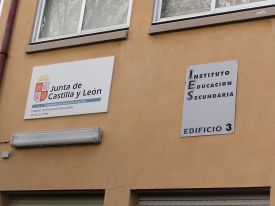 Junta de
Castilla y León
INSTITUTO
EDUCACION
SECUNDARIA
EDIFICIO 3